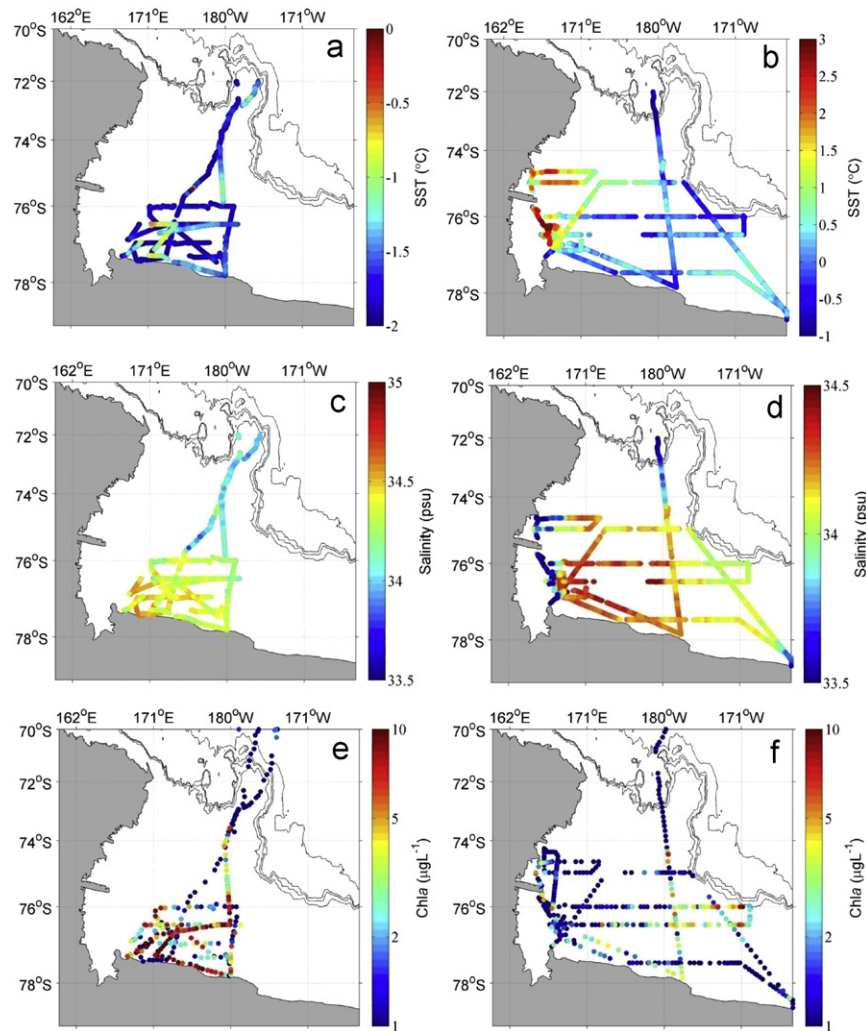 162°E 171°E 180°W 171°W
70°S
72°S
74°S
76°S
78°S
a
0
-0.5
-1
-1.5
-2
SST (°C)
162°E 171°E 180°W 171°W
70°S
72°S
74°S
76°S
78°S
b
3
2.5
2
1.5
1
0.5
0
-0.5
-1
SST (°C)
162°E 171°E 180°W 171°W
70°S
72°S
74°S
76°S
78°S
c
35
34.5
34
33.5
Salinity (psu)
162°E 171°E 180°W 171°W
70°S
72°S
74°S
76°S
78°S
d
34.5
34
33.5
Salinity (psu)
162°E 171°E 180°W 171°W
70°S
72°S
74°S
76°S
78°S
e
10
5
2
1
Chla (ugL⁻¹)
162°E 171°E 180°W 171°W
70°S
72°S
74°S
76°S
78°S
f
10
5
2
1
Chla (ugL⁻¹)